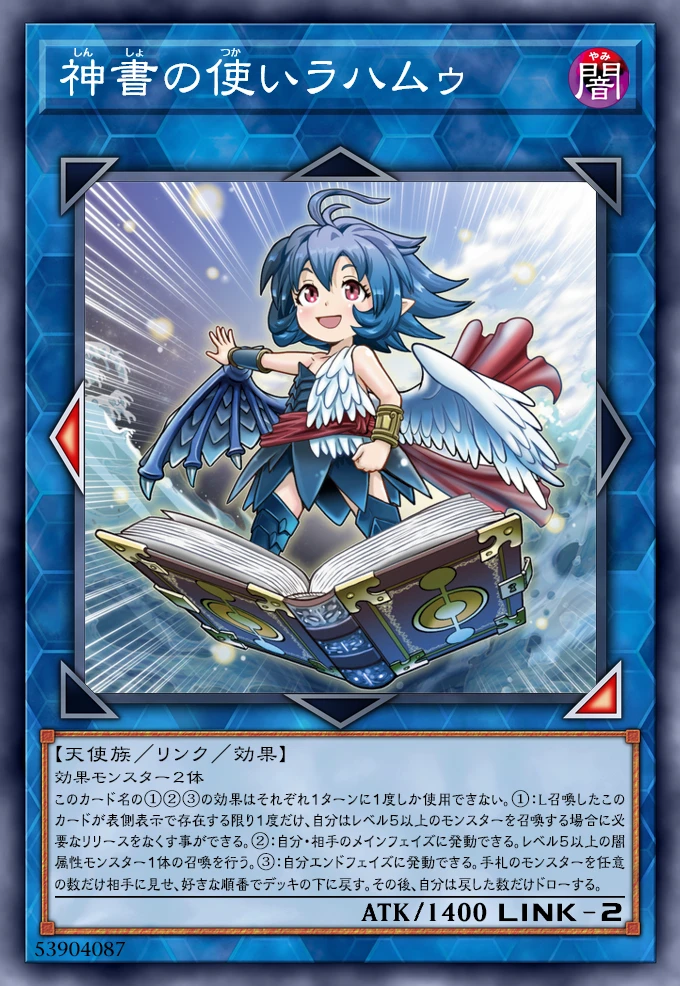 神書の使いラハムゥ
しん しょ つか
闇
やみ
【天使族／リンク／効果】
効果モンスター２体
このカード名の①②③の効果はそれぞれ１ターンに１度しか使用できない。①：L召喚したこの
カードが表側表示で存在する限り１度だけ、自分はレベル５以上のモンスターを召喚する場合に必
要なリリースをなくす事ができる。②：自分・相手のメインフェイズに発動できる。レベル５以上の闇
属性モンスター１体の召喚を行う。③：自分エンドフェイズに発動できる。手札のモンスターを任意
の数だけ相手に見せ、好きな順番でデッキの下に戻す。その後、自分は戻した数だけドローする。
ATK/1400 LINK-2
53904087